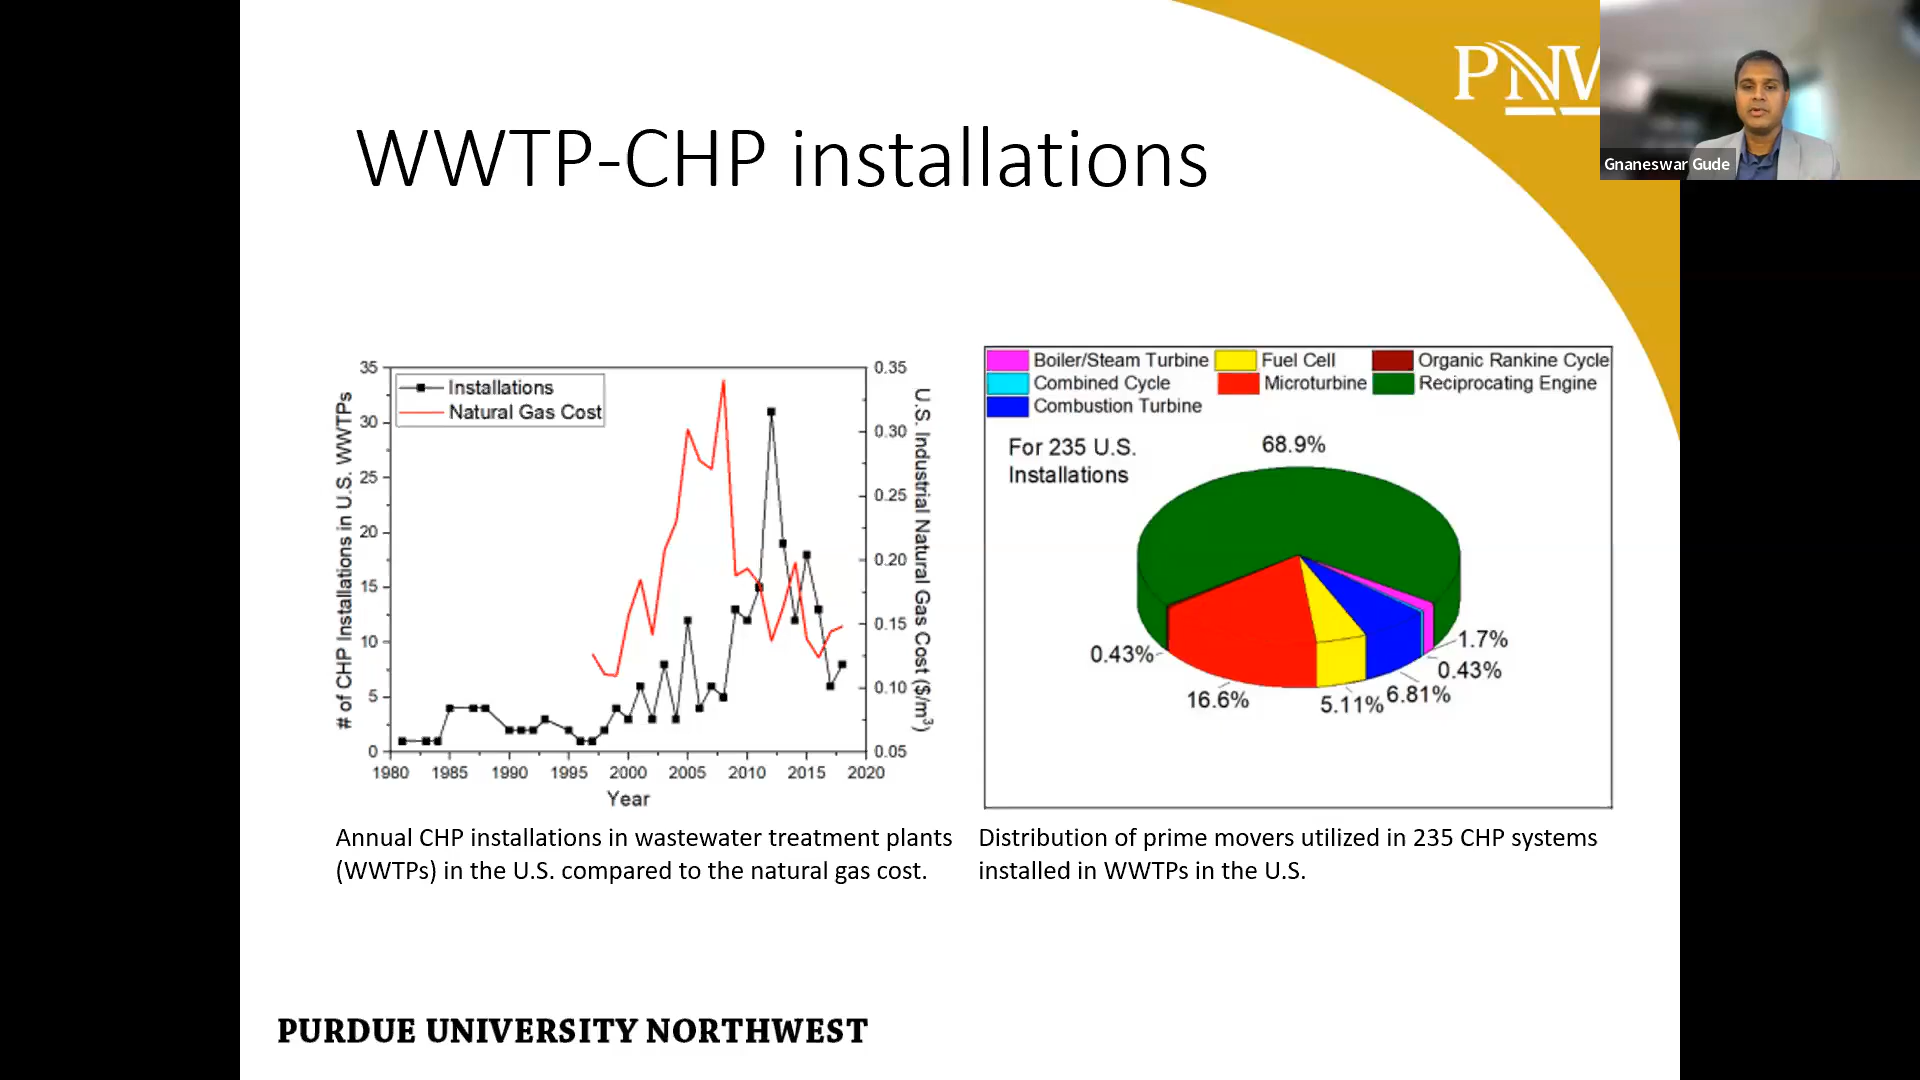 PNW
Gnaneswar Gude
WWTP-CHP installations
Installations
Natural Gas Cost
# of CHP Installations in U.S. WWTPs
35
30
25
20
15
10
5
0
0.35
0.30
0.25
0.20
0.15
0.10
0.05
U.S. Industrial Natural Gas Cost ($/m³)
1980 1985 1990 1995 2000 2005 2010 2015 2020
Year
Boiler/Steam Turbine Fuel Cell Organic Rankine Cycle
Combined Cycle Microturbine Reciprocating Engine
Combustion Turbine
For 235 U.S.
Installations
68.9%
0.43%
16.6%
5.11%
6.81%
0.43%
1.7%
Annual CHP installations in wastewater treatment plants
(WWTPs) in the U.S. compared to the natural gas cost.
Distribution of prime movers utilized in 235 CHP systems
installed in WWTPs in the U.S.
PURDUE UNIVERSITY NORTHWEST